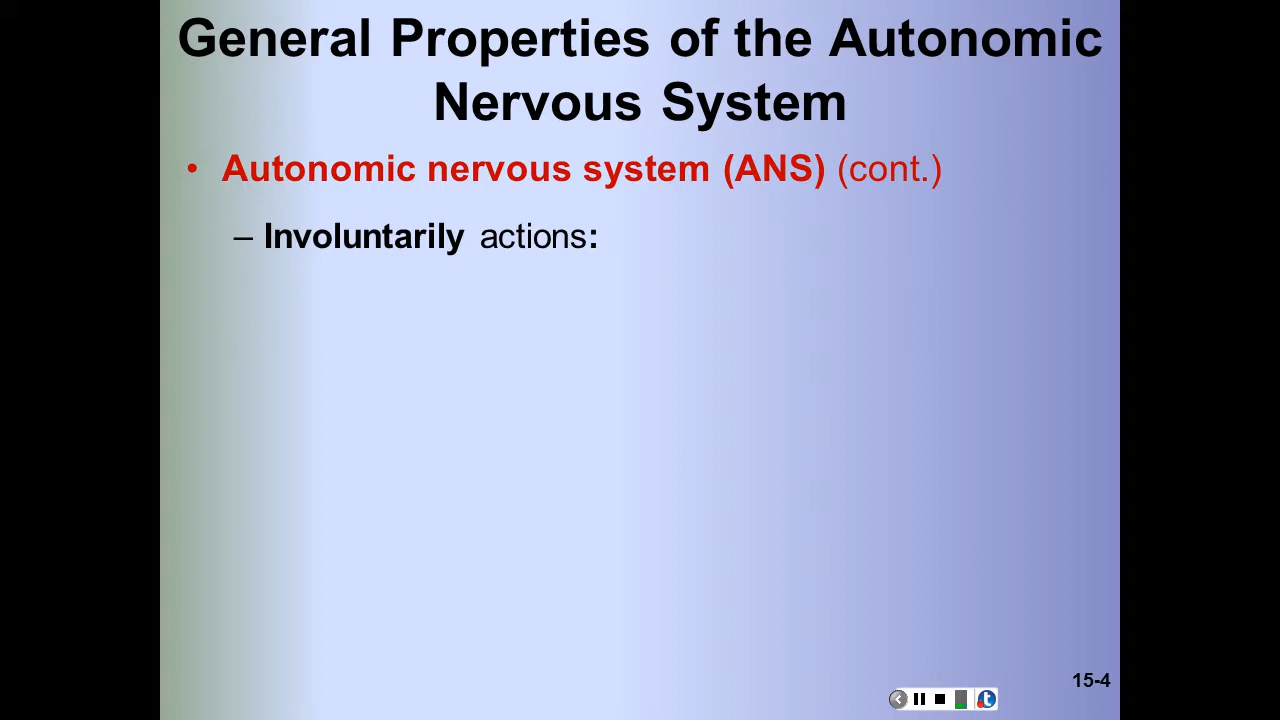 General Properties of the Autonomic
Nervous System
• Autonomic nervous system (ANS) (cont.)
– Involuntarily actions:
15-4